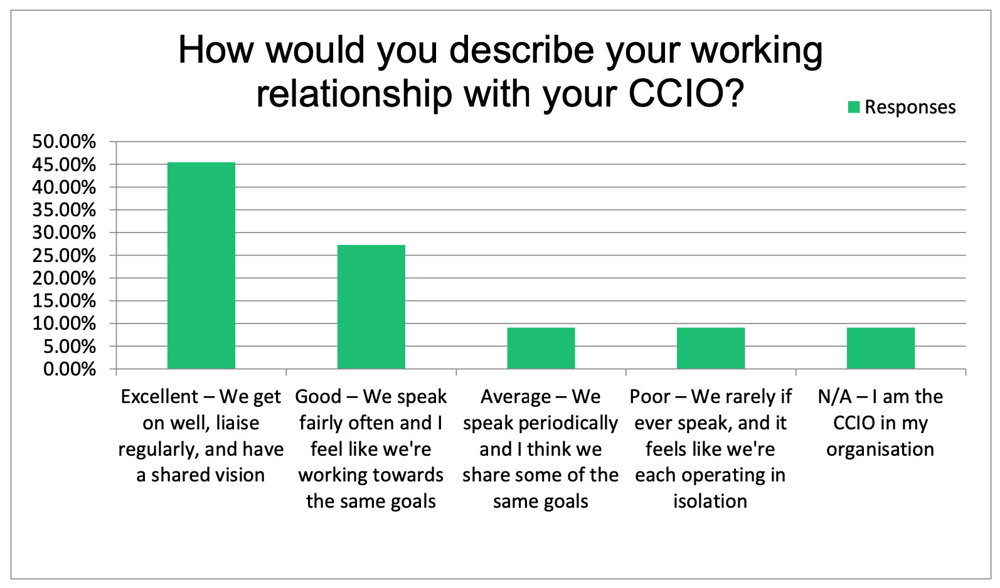 How would you describe your working
relationship with your CCIO?
Responses
50.00%
45.00%
40.00%
35.00%
30.00%
25.00%
20.00%
15.00%
10.00%
5.00%
0.00%
Excellent – We get
on well, liaise
regularly, and have
a shared vision
Good – We speak
fairly often and I
feel like we're
working towards
the same goals
Average – We
speak periodically
and I think we
share some of the
same goals
Poor – We rarely if
ever speak, and it
feels like we're
each operating in
isolation
N/A – I am the
CCIO in my
organisation